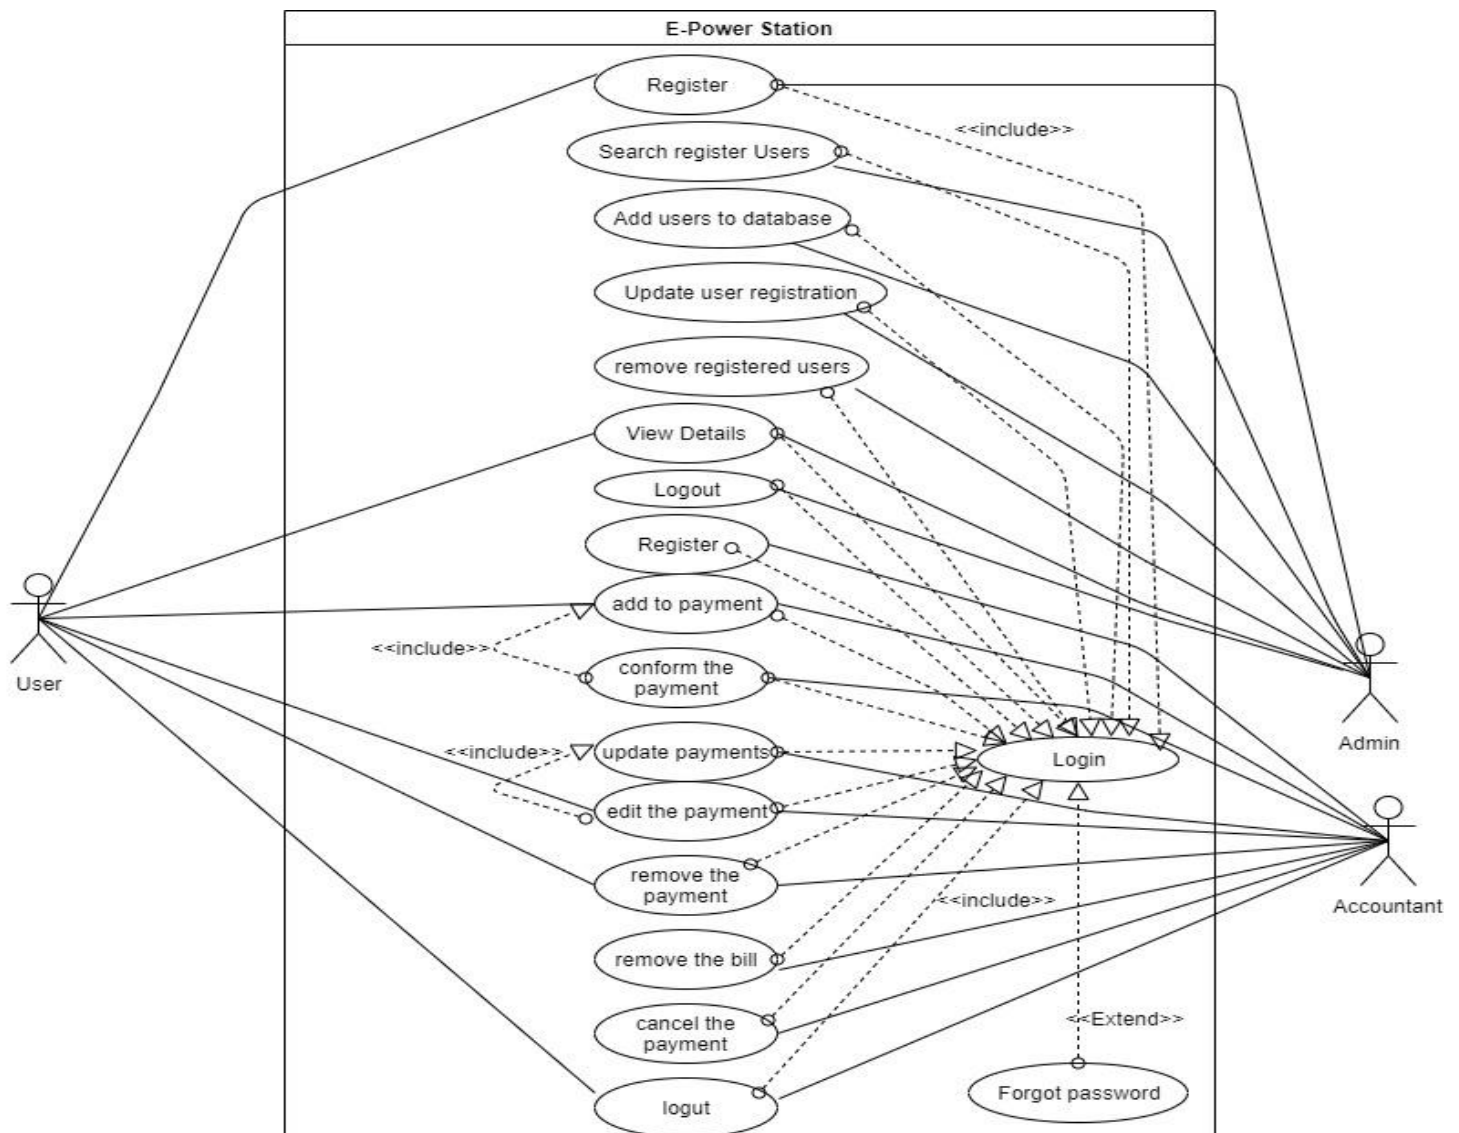 E-Power Station
Register
<<include>>
Search register Users
Add users to database
Update user registration
remove registered users
View Details
Logout
Register
add to payment
<<include>>
conform the
payment
User
Admin
<<include>>
update payments
Login
edit the payment
remove the
payment
<<include>>
Accountant
remove the bill
cancel the
payment
<<Extend>>
Forgot password
logut